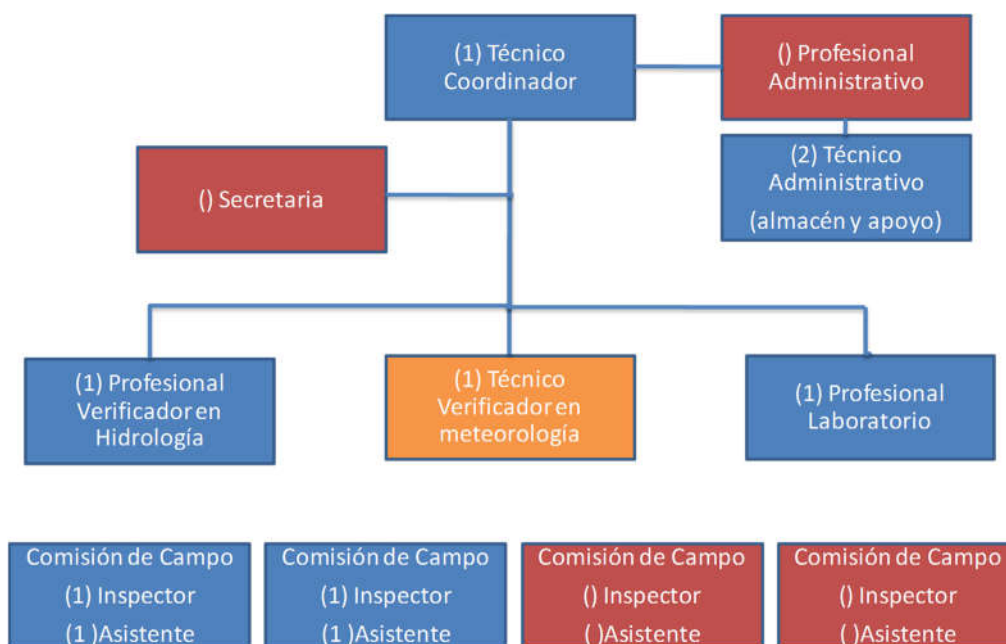 (1) Técnico
Coordinador
() Profesional
Administrativo
(2) Técnico
Administrativo
(almacén y apoyo)
() Secretaria
(1) Profesional
Verificador en
Hidrología
(1) Técnico
Verificador en
meteorología
(1) Profesional
Laboratorio
Comisión de Campo
(1) Inspector
(1 )Asistente
Comisión de Campo
(1) Inspector
(1 )Asistente
Comisión de Campo
() Inspector
( )Asistente
Comisión de Campo
() Inspector
( )Asistente